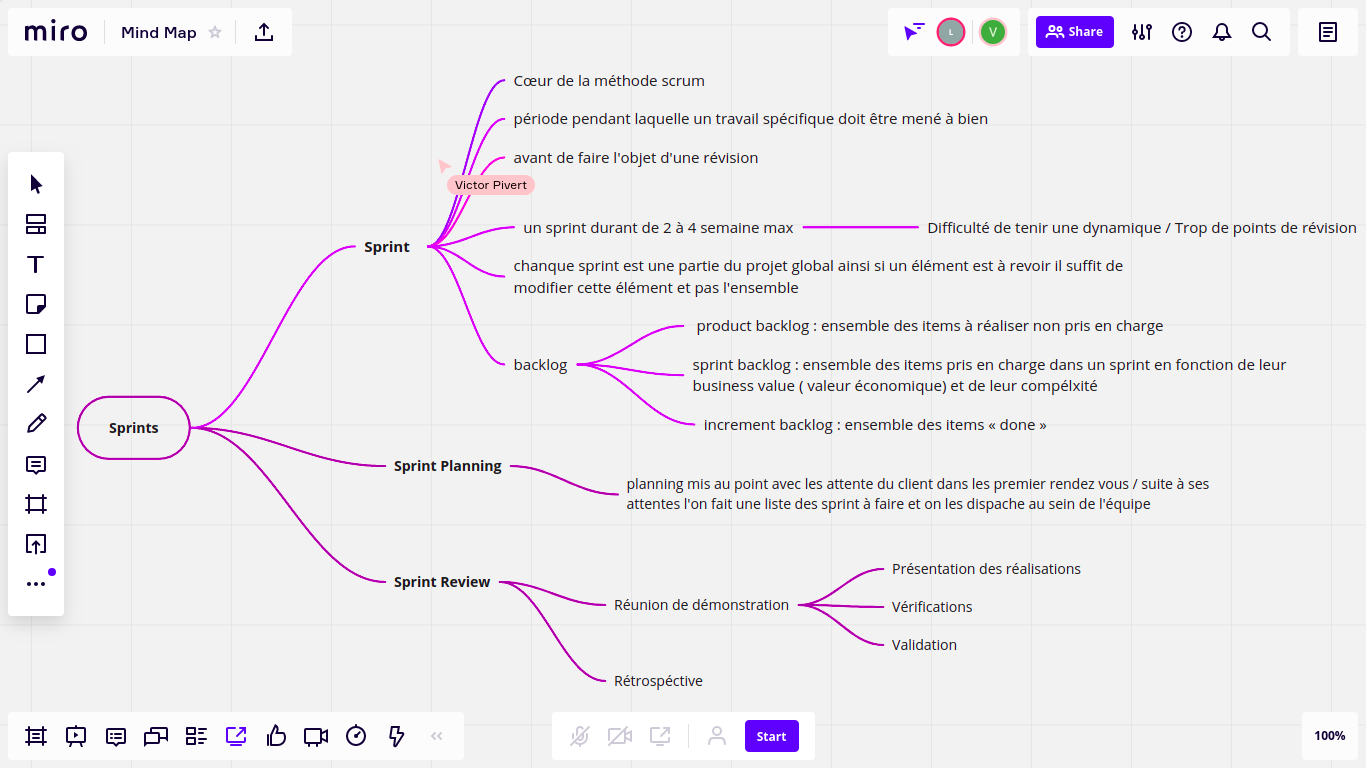 miro
Mind Map
L
V
Share
Cœur de la méthode scrum
période pendant laquelle un travail spécifique doit être mené à bien
avant de faire l'objet d'une révision
Victor Pivert
un sprint durant de 2 à 4 semaine max
Difficulté de tenir une dynamique / Trop de points de révision
Sprint
chanque sprint est une partie du projet global ainsi si un élément est à revoir il suffit de
modifier cette élément et pas l'ensemble
product backlog : ensemble des items à réaliser non pris en charge
backlog
sprint backlog : ensemble des items pris en charge dans un sprint en fonction de leur
business value ( valeur économique) et de leur compélxité
increment backlog : ensemble des items « done »
Sprints
Sprint Planning
planning mis au point avec les attente du client dans les premier rendez vous / suite à ses
attentes l'on fait une liste des sprint à faire et on les dispache au sein de l'équipe
Sprint Review
Réunion de démonstration
Présentation des réalisations
Vérifications
Validation
Rétrospéctive
Start
100%